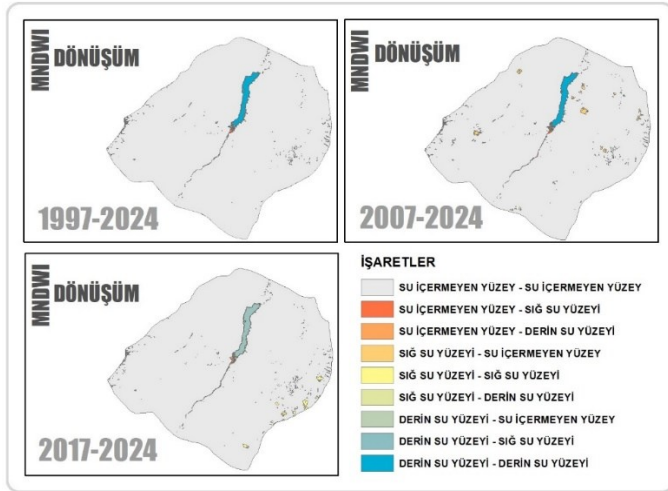 MNDWI
DÖNÜŞÜM
1997-2024
MNDWI
DÖNÜŞÜM
2007-2024
MNDWI
DÖNÜŞÜM
2017-2024
İŞARETLER
SU İÇERMEYEN YÜZEY - SU İÇERMEYEN YÜZEY
SU İÇERMEYEN YÜZEY - SIĞ SU YÜZEYİ
SU İÇERMEYEN YÜZEY - DERİN SU YÜZEYİ
SIĞ SU YÜZEYİ - SU İÇERMEYEN YÜZEY
SIĞ SU YÜZEYİ - SIĞ SU YÜZEYİ
SIĞ SU YÜZEYİ - DERİN SU YÜZEYİ
DERİN SU YÜZEYİ - SU İÇERMEYEN YÜZEY
DERİN SU YÜZEYİ - SIĞ SU YÜZEYİ
DERİN SU YÜZEYİ - DERİN SU YÜZEYİ